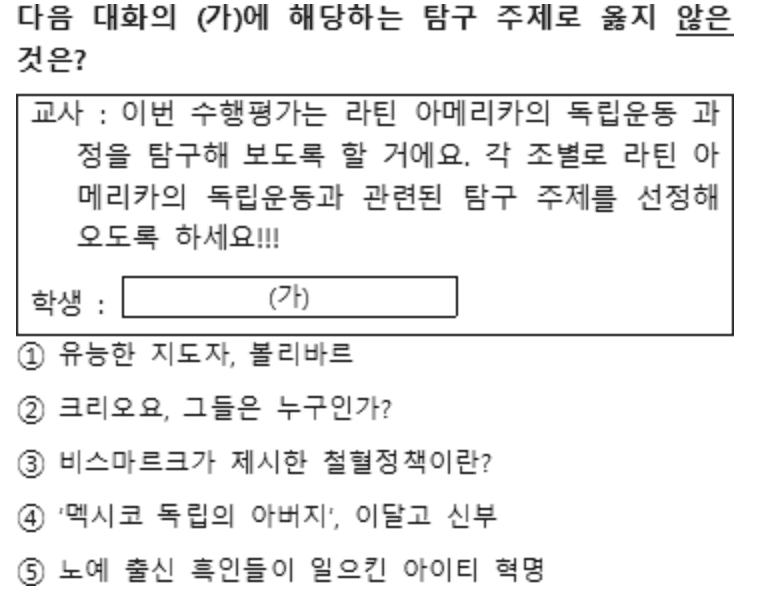 다음 대화의 (가)에 해당하는 탐구 주제로 옳지 않은
것은?
교사 : 이번 수행평가는 라틴 아메리카의 독립운동 과
정을 탐구해 보도록 할 거에요. 각 조별로 라틴 아
메리카의 독립운동과 관련된 탐구 주제를 선정해
오도록 하세요!!!
학생 : (가)
① 유능한 지도자, 볼리바르
② 크리오요, 그들은 누구인가?
③ 비스마르크가 제시한 철혈정책이란?
④ '멕시코 독립의 아버지', 이달고 신부
⑤ 노예 출신 흑인들이 일으킨 아이티 혁명